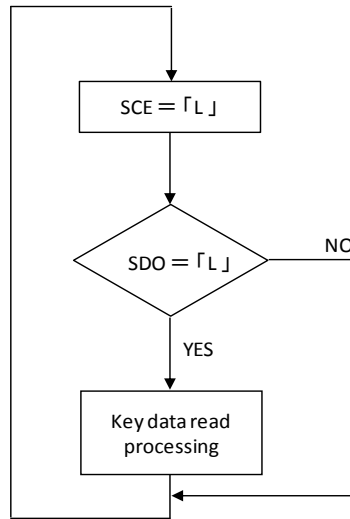 SCE ＝「L」
SDO ＝「L」
NO
YES
Key data read
processing